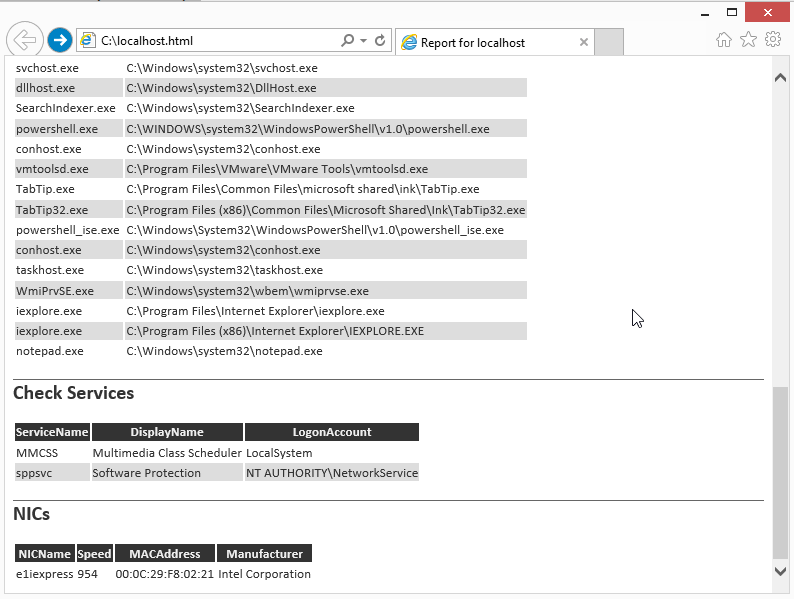 C:\localhost.html
Report for localhost
svchost.exe C:\Windows\system32\svchost.exe
dllhost.exe C:\Windows\system32\DllHost.exe
SearchIndexer.exe C:\Windows\system32\SearchIndexer.exe
powershell.exe C:\WINDOWS\system32\WindowsPowerShell\v1.0\powershell.exe
conhost.exe C:\Windows\system32\conhost.exe
vmtoolsd.exe C:\Program Files\VMware\VMware Tools\vmtoolsd.exe
TabTip.exe C:\Program Files\Common Files\microsoft shared\ink\TabTip.exe
TabTip32.exe C:\Program Files (x86)\Common Files\Microsoft Shared\Ink\TabTip32.exe
powershell_ise.exe C:\Windows\System32\WindowsPowerShell\v1.0\powershell_ise.exe
conhost.exe C:\Windows\system32\conhost.exe
taskhost.exe C:\Windows\system32\taskhost.exe
WmiPrvSE.exe C:\Windows\system32\wbem\wmiprvse.exe
iexplore.exe C:\Program Files\Internet Explorer\iexplore.exe
iexplore.exe C:\Program Files (x86)\Internet Explorer\IEXPLORE.EXE
notepad.exe C:\Windows\system32\notepad.exe
Check Services
ServiceName DisplayName LogonAccount
MMCSS Multimedia Class Scheduler LocalSystem
sppsvc Software Protection NT AUTHORITY\NetworkService
NICs
NICName Speed MACAddress Manufacturer
e1iexpress 954 00:0C:29:F8:02:21 Intel Corporation